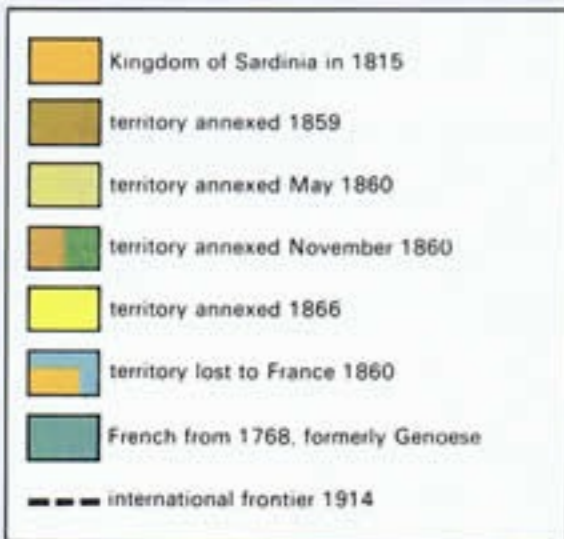 Kingdom of Sardinia in 1815
territory annexed 1859
territory annexed May 1860
territory annexed November 1860
territory annexed 1866
territory lost to France 1860
French from 1768, formerly Genoese
international frontier 1914